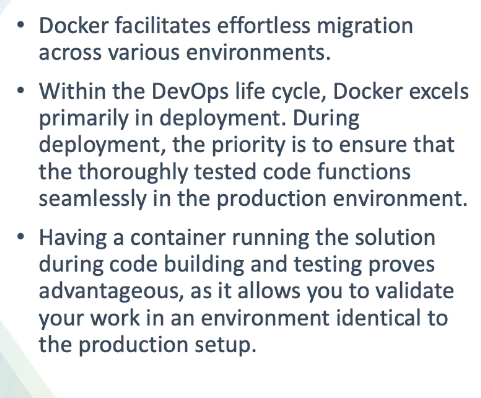 • Docker facilitates effortless migration
across various environments.
• Within the DevOps life cycle, Docker excels
primarily in deployment. During
deployment, the priority is to ensure that
the thoroughly tested code functions
seamlessly in the production environment.
• Having a container running the solution
during code building and testing proves
advantageous, as it allows you to validate
your work in an environment identical to
the production setup.